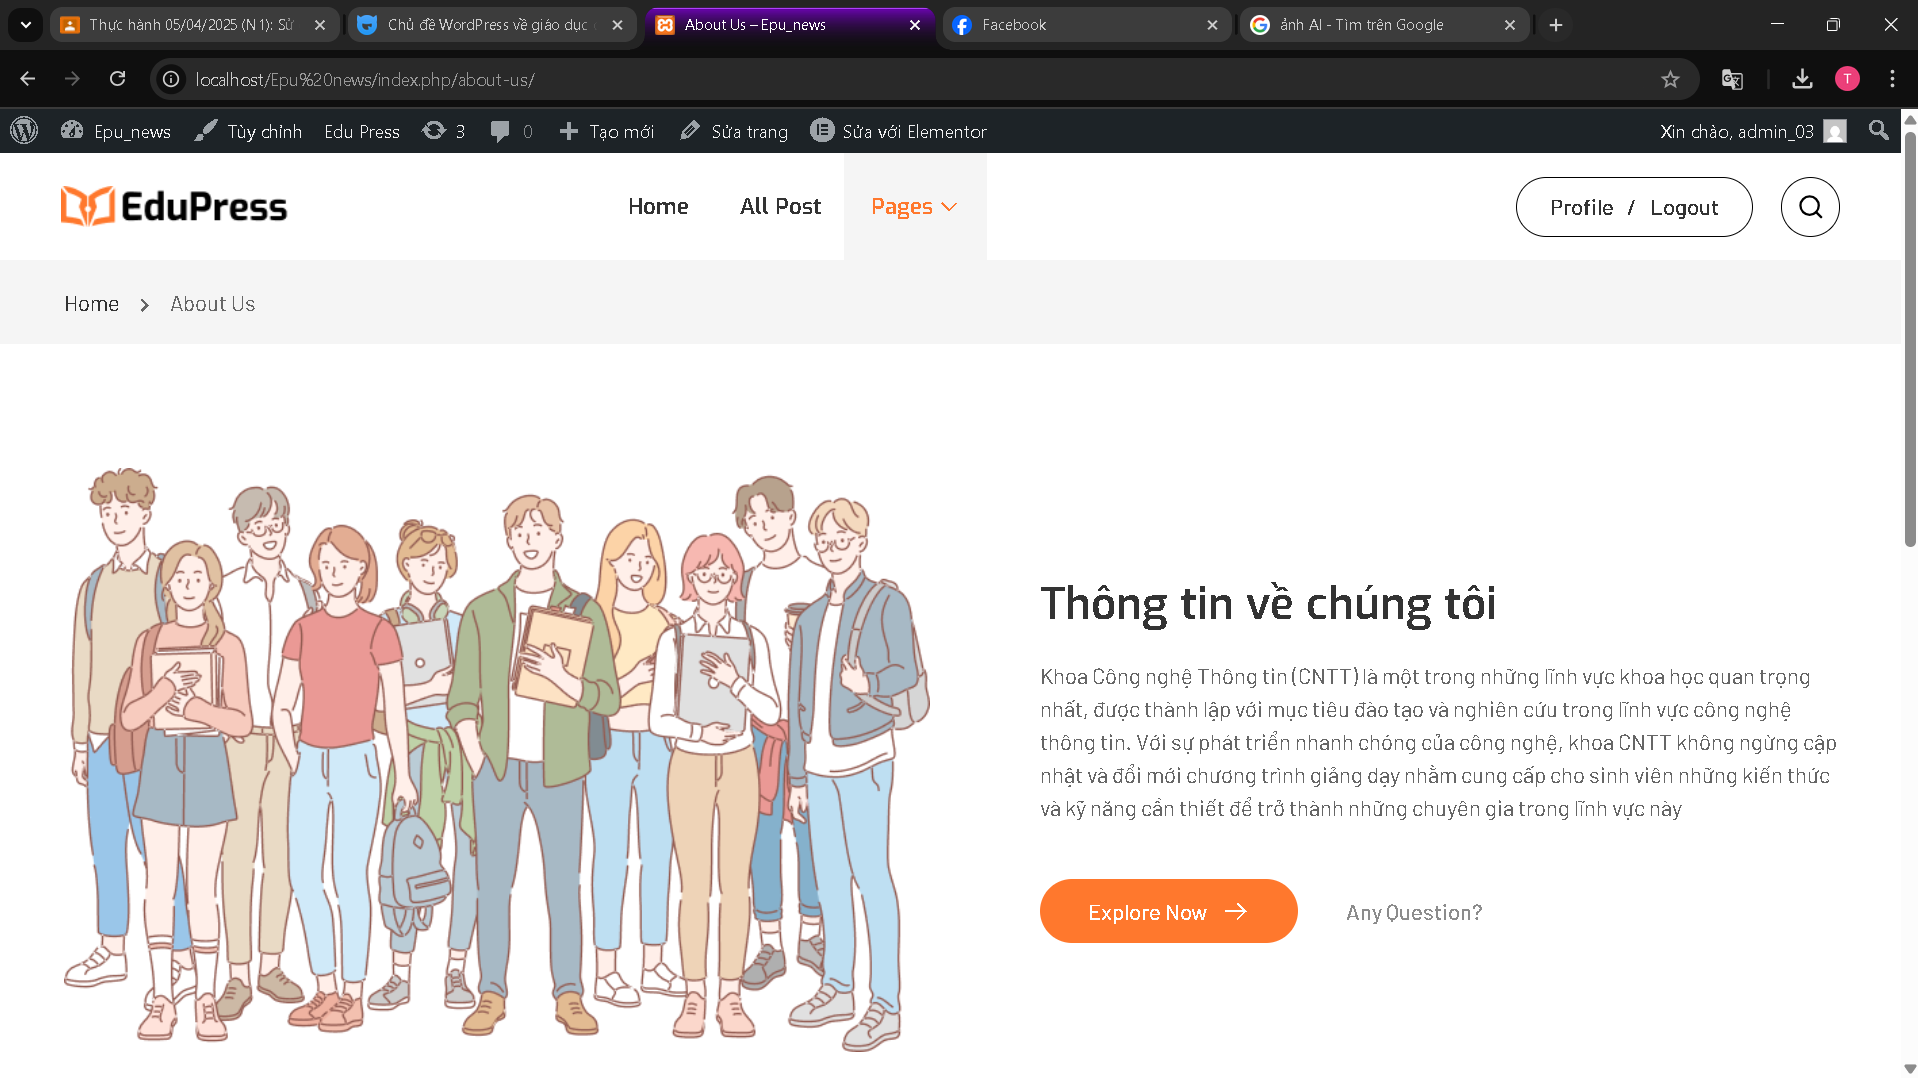 Thực hành 05/04/2025 (N1): Sử
Chủ đề WordPress về giáo dục
About Us – Epu_news
Facebook
ảnh AI - Tìm trên Google
localhost/Epu%20news/index.php/about-us/
T
Epu_news
Tùy chỉnh
Edu Press
3
0
Tạo mới
Sửa trang
Sửa với Elementor
Xin chào, admin_03
EduPress
Home
All Post
Pages
Profile / Logout
Home > About Us
Thông tin về chúng tôi
Khoa Công nghệ Thông tin (CNTT) là một trong những lĩnh vực khoa học quan trọng
nhất, được thành lập với mục tiêu đào tạo và nghiên cứu trong lĩnh vực công nghệ
thông tin. Với sự phát triển nhanh chóng của công nghệ, khoa CNTT không ngừng cập
nhật và đổi mới chương trình giảng dạy nhằm cung cấp cho sinh viên những kiến thức
và kỹ năng cần thiết để trở thành những chuyên gia trong lĩnh vực này
Explore Now
Any Question?